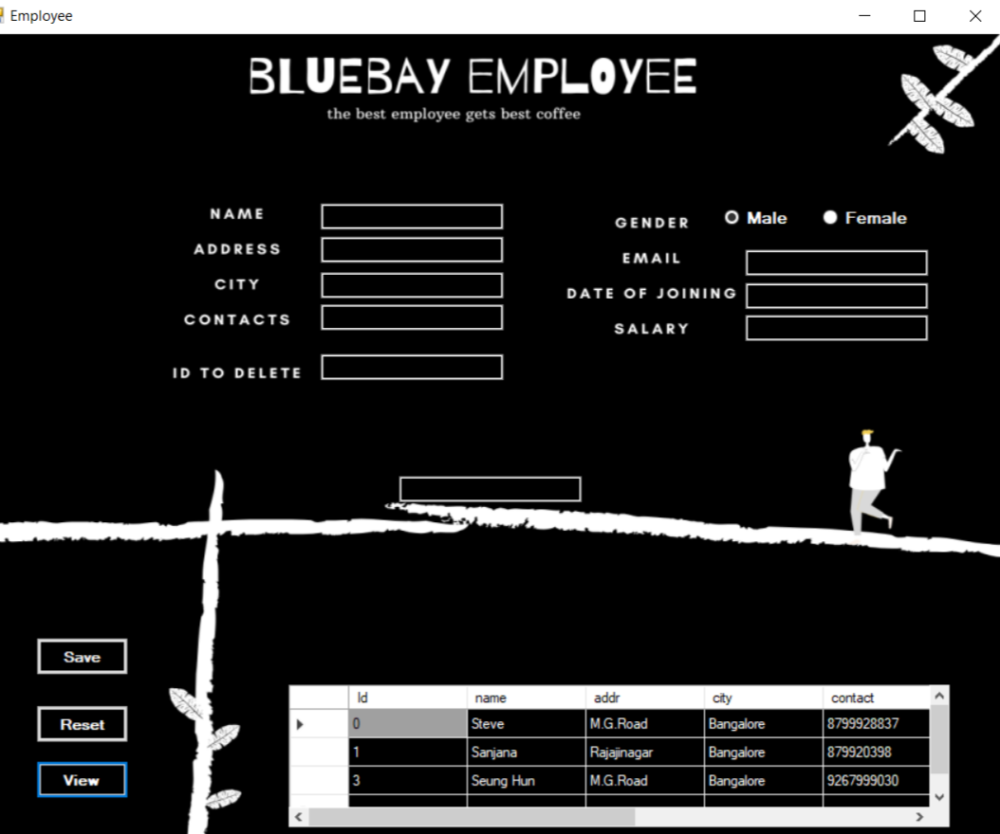 Employee
BLUEBAY EMPLOYEE
the best employee gets best coffee
NAME
ADDRESS
CITY
CONTACTS
ID TO DELETE
GENDER Male Female
EMAIL
DATE OF JOINING
SALARY
Save
Reset
View
Id name addr city contact
0 Steve M.G.Road Bangalore 8799928837
1 Sanjana Rajajinagar Bangalore 879920398
3 Seung Hun M.G.Road Bangalore 9267999030